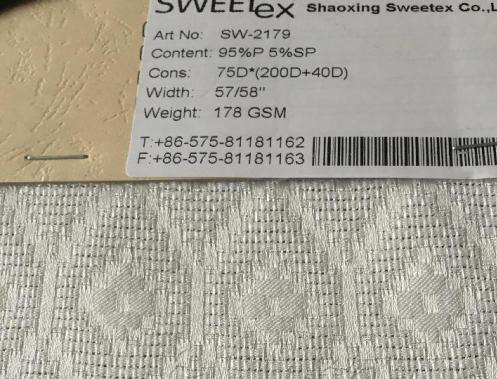 SWEETex Shaoxing Sweetex Co.,L
Art No: SW-2179
Content: 95%P 5%SP
Cons: 75D*(200D+40D)
Width: 57/58"
Weight: 178 GSM
T:+86-575-81181162
F:+86-575-81181163